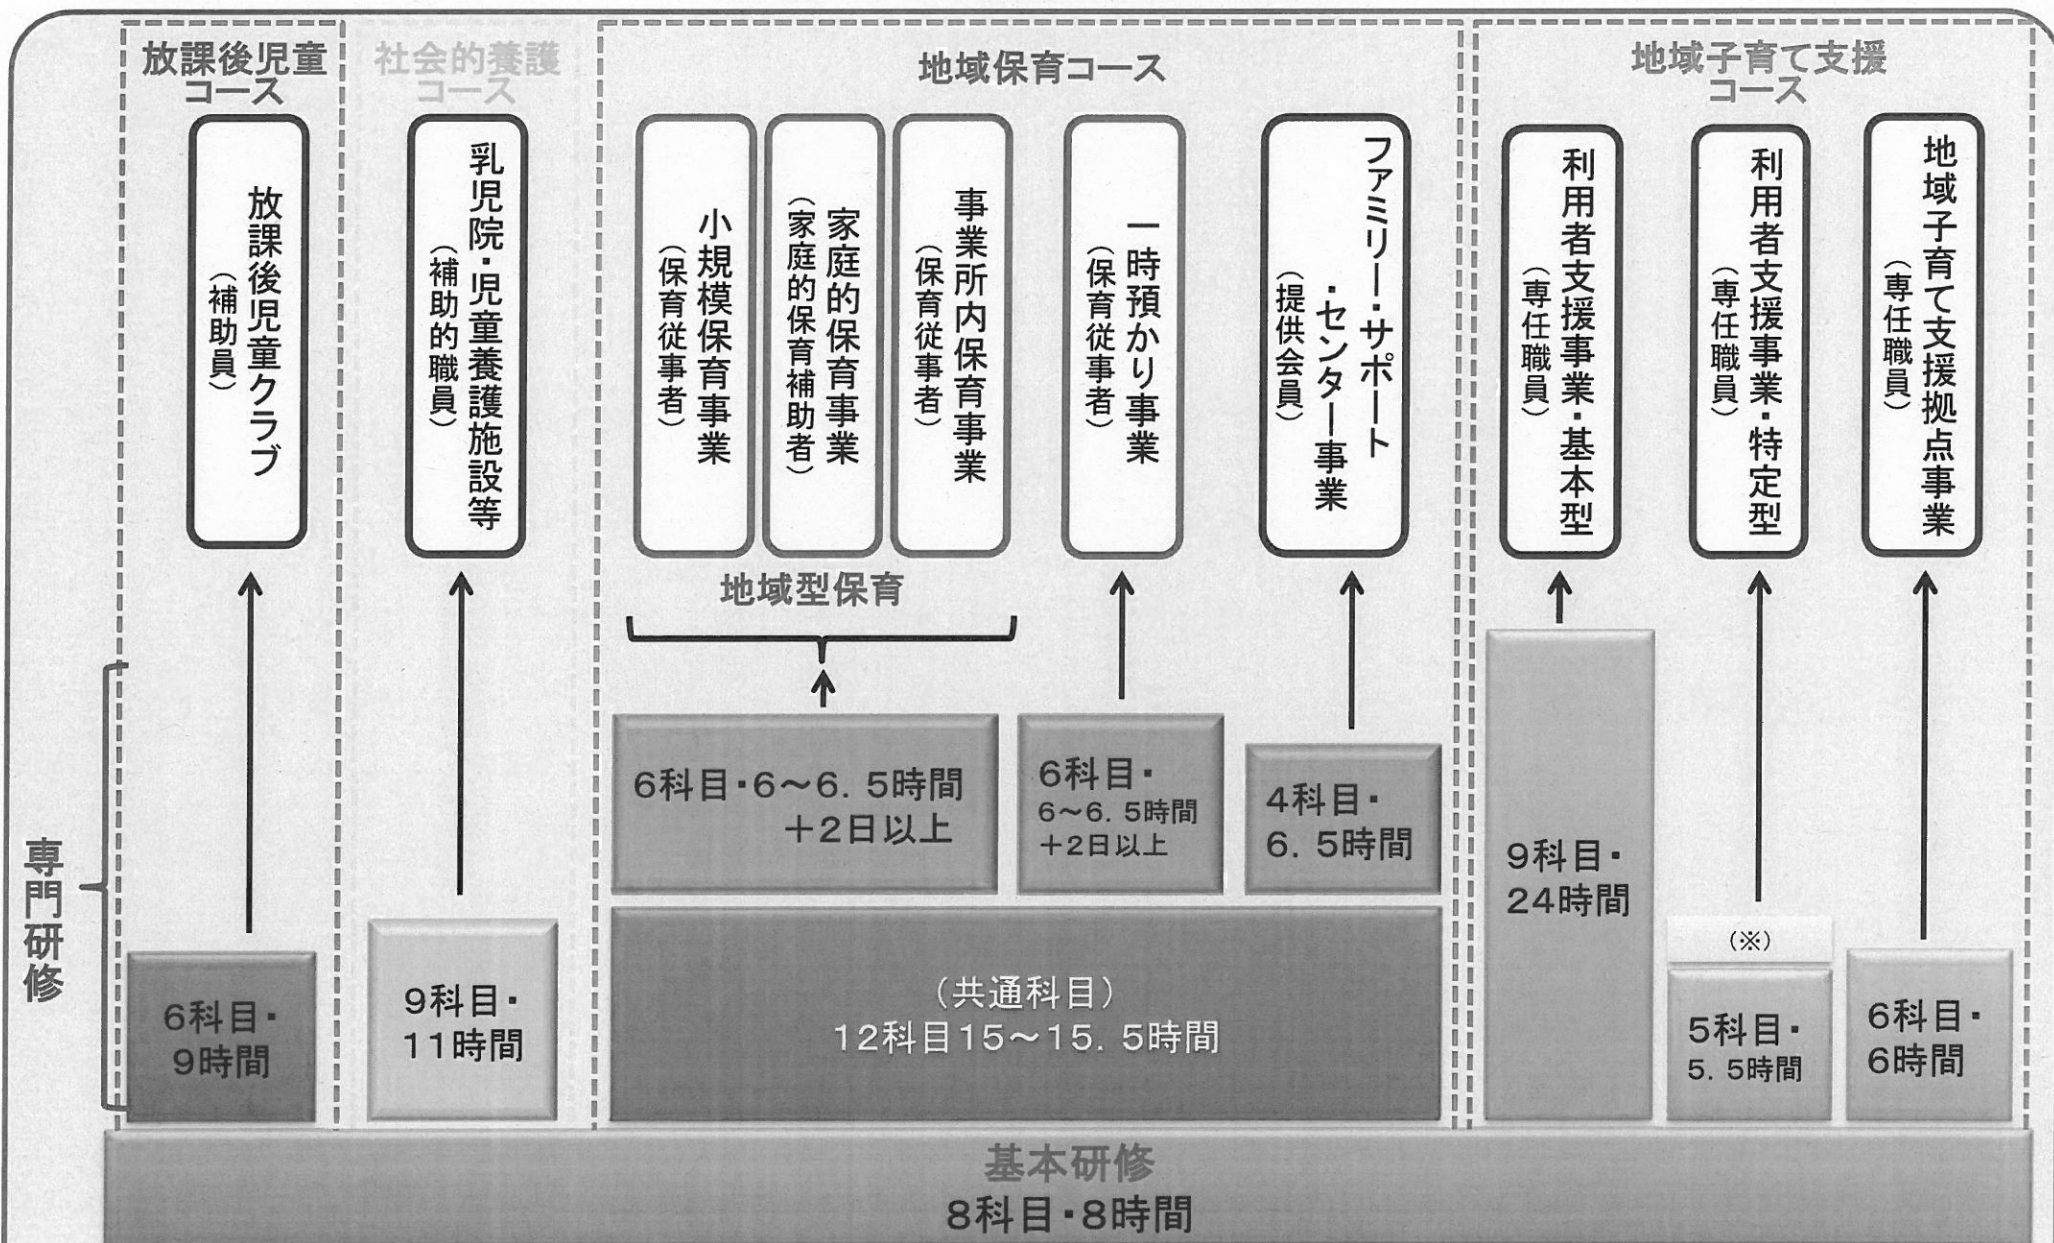 放課後児童
コース
社会的養護
コース
地域保育コース
地域子育て支援
コース
放課後児童クラブ
（補助員）
乳児院・児童養護施設等
（補助的職員）
小規模保育事業
（保育従事者）
家庭的保育事業
（家庭的保育補助者）
事業所内保育事業
（保育従事者）
一時預かり事業
（保育従事者）
ファミリー・サポート
・センター事業
（提供会員）
利用者支援事業・基本型
（専任職員）
利用者支援事業・特定型
（専任職員）
地域子育て支援拠点事業
（専任職員）
地域型保育
専門研修
6科目・
9時間
9科目・
11時間
6科目・6～6．5時間
＋2日以上
6科目・
6～6．5時間
＋2日以上
4科目・
6．5時間
（共通科目）
12科目15～15．5時間
9科目・
24時間
（※）
5科目・
5．5時間
6科目・
6時間
基本研修
8科目・8時間